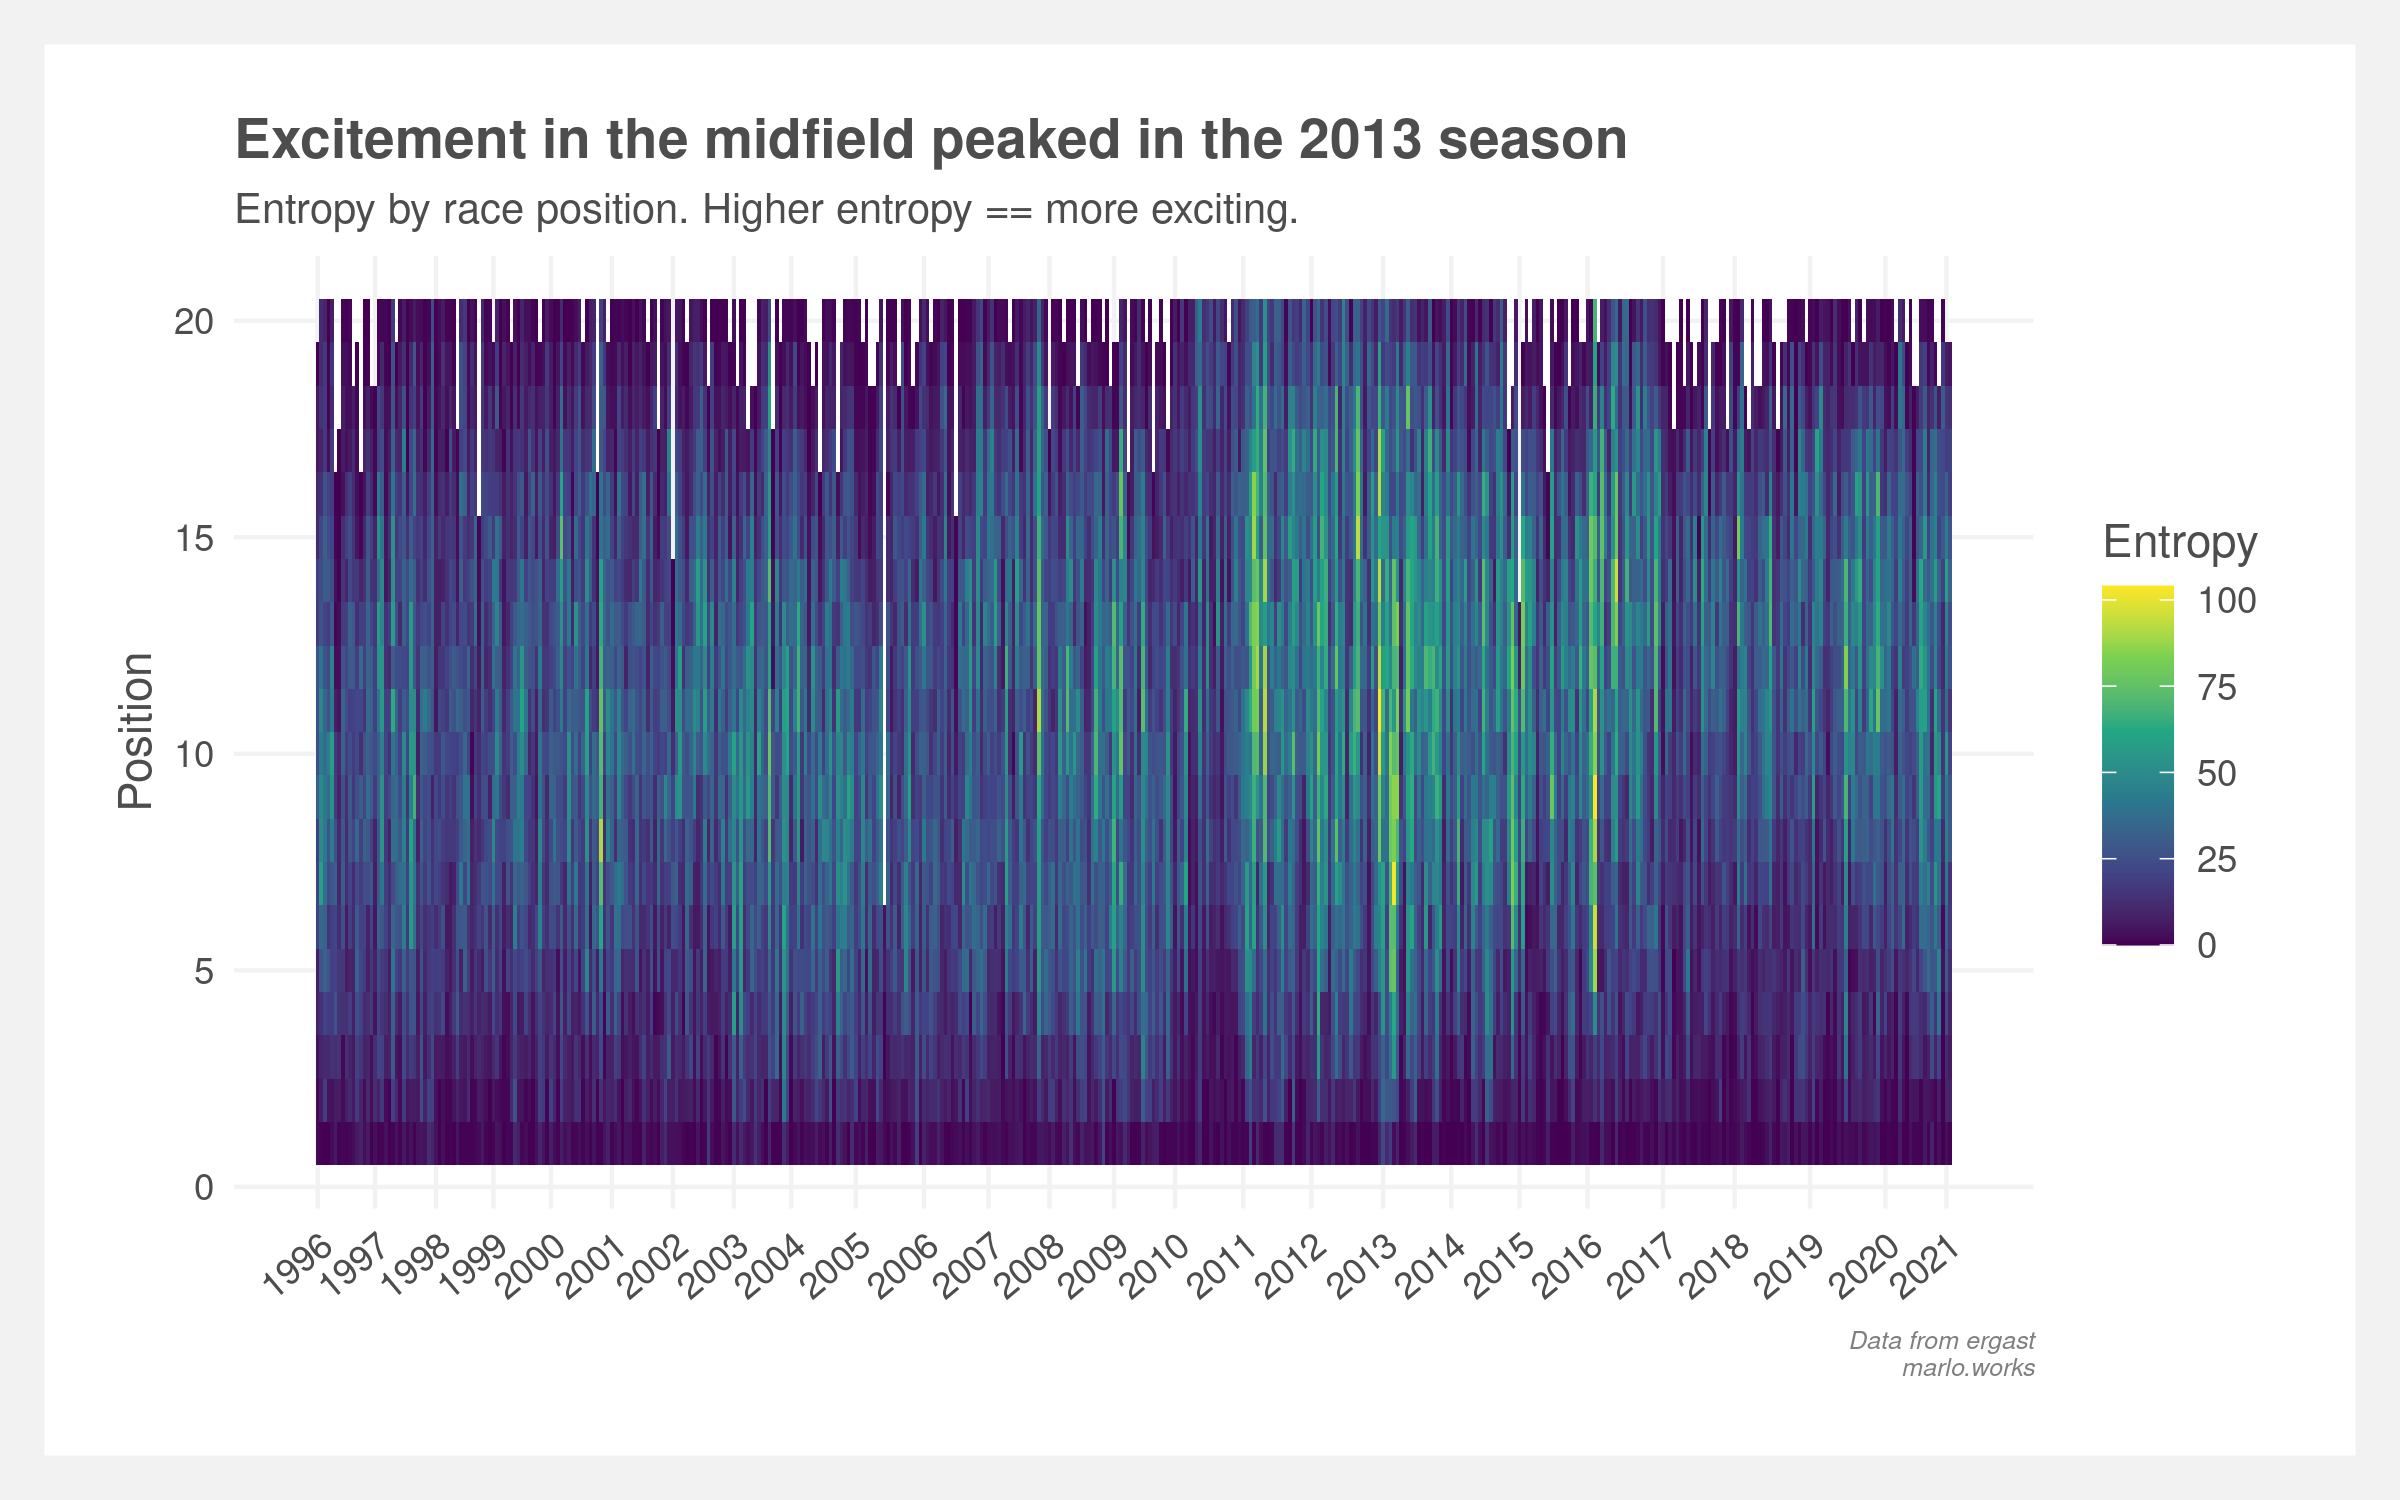 Excitement in the midfield peaked in the 2013 season
Entropy by race position. Higher entropy == more exciting.
20
15
10
5
0
Position
1996 1997 1998 1999 2000 2001 2002 2003 2004 2005 2006 2007 2008 2009 2010 2011 2012 2013 2014 2015 2016 2017 2018 2019 2020 2021
Entropy
100
75
50
25
0
Data from ergast
marlo.works